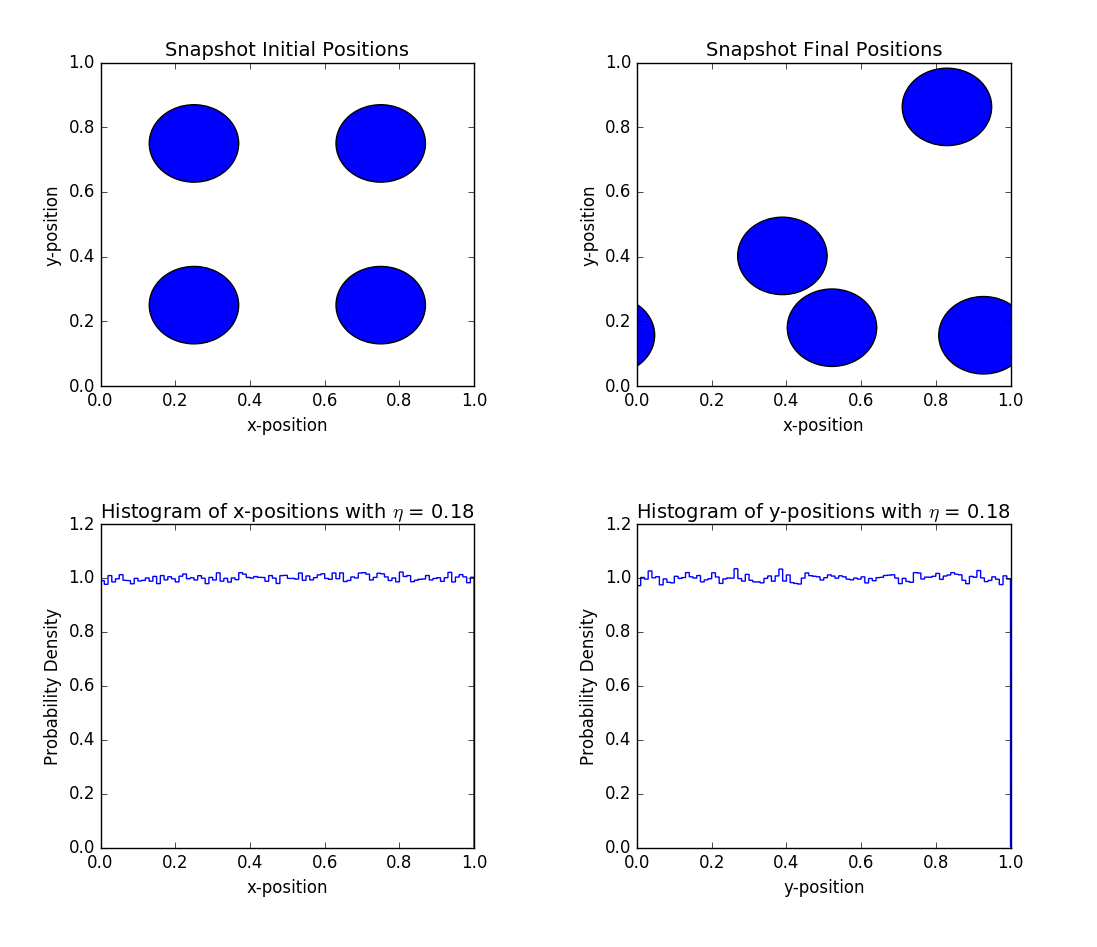 Snapshot Initial Positions
1.0
0.8
0.6
0.4
0.2
0.0
y-position
0.0 0.2 0.4 0.6 0.8 1.0
x-position
Snapshot Final Positions
1.0
0.8
0.6
0.4
0.2
0.0
y-position
0.0 0.2 0.4 0.6 0.8 1.0
x-position
Histogram of x-positions with η = 0.18
1.2
1.0
0.8
0.6
0.4
0.2
0.0
Probability Density
0.0 0.2 0.4 0.6 0.8 1.0
x-position
Histogram of y-positions with η = 0.18
1.2
1.0
0.8
0.6
0.4
0.2
0.0
Probability Density
0.0 0.2 0.4 0.6 0.8 1.0
y-position